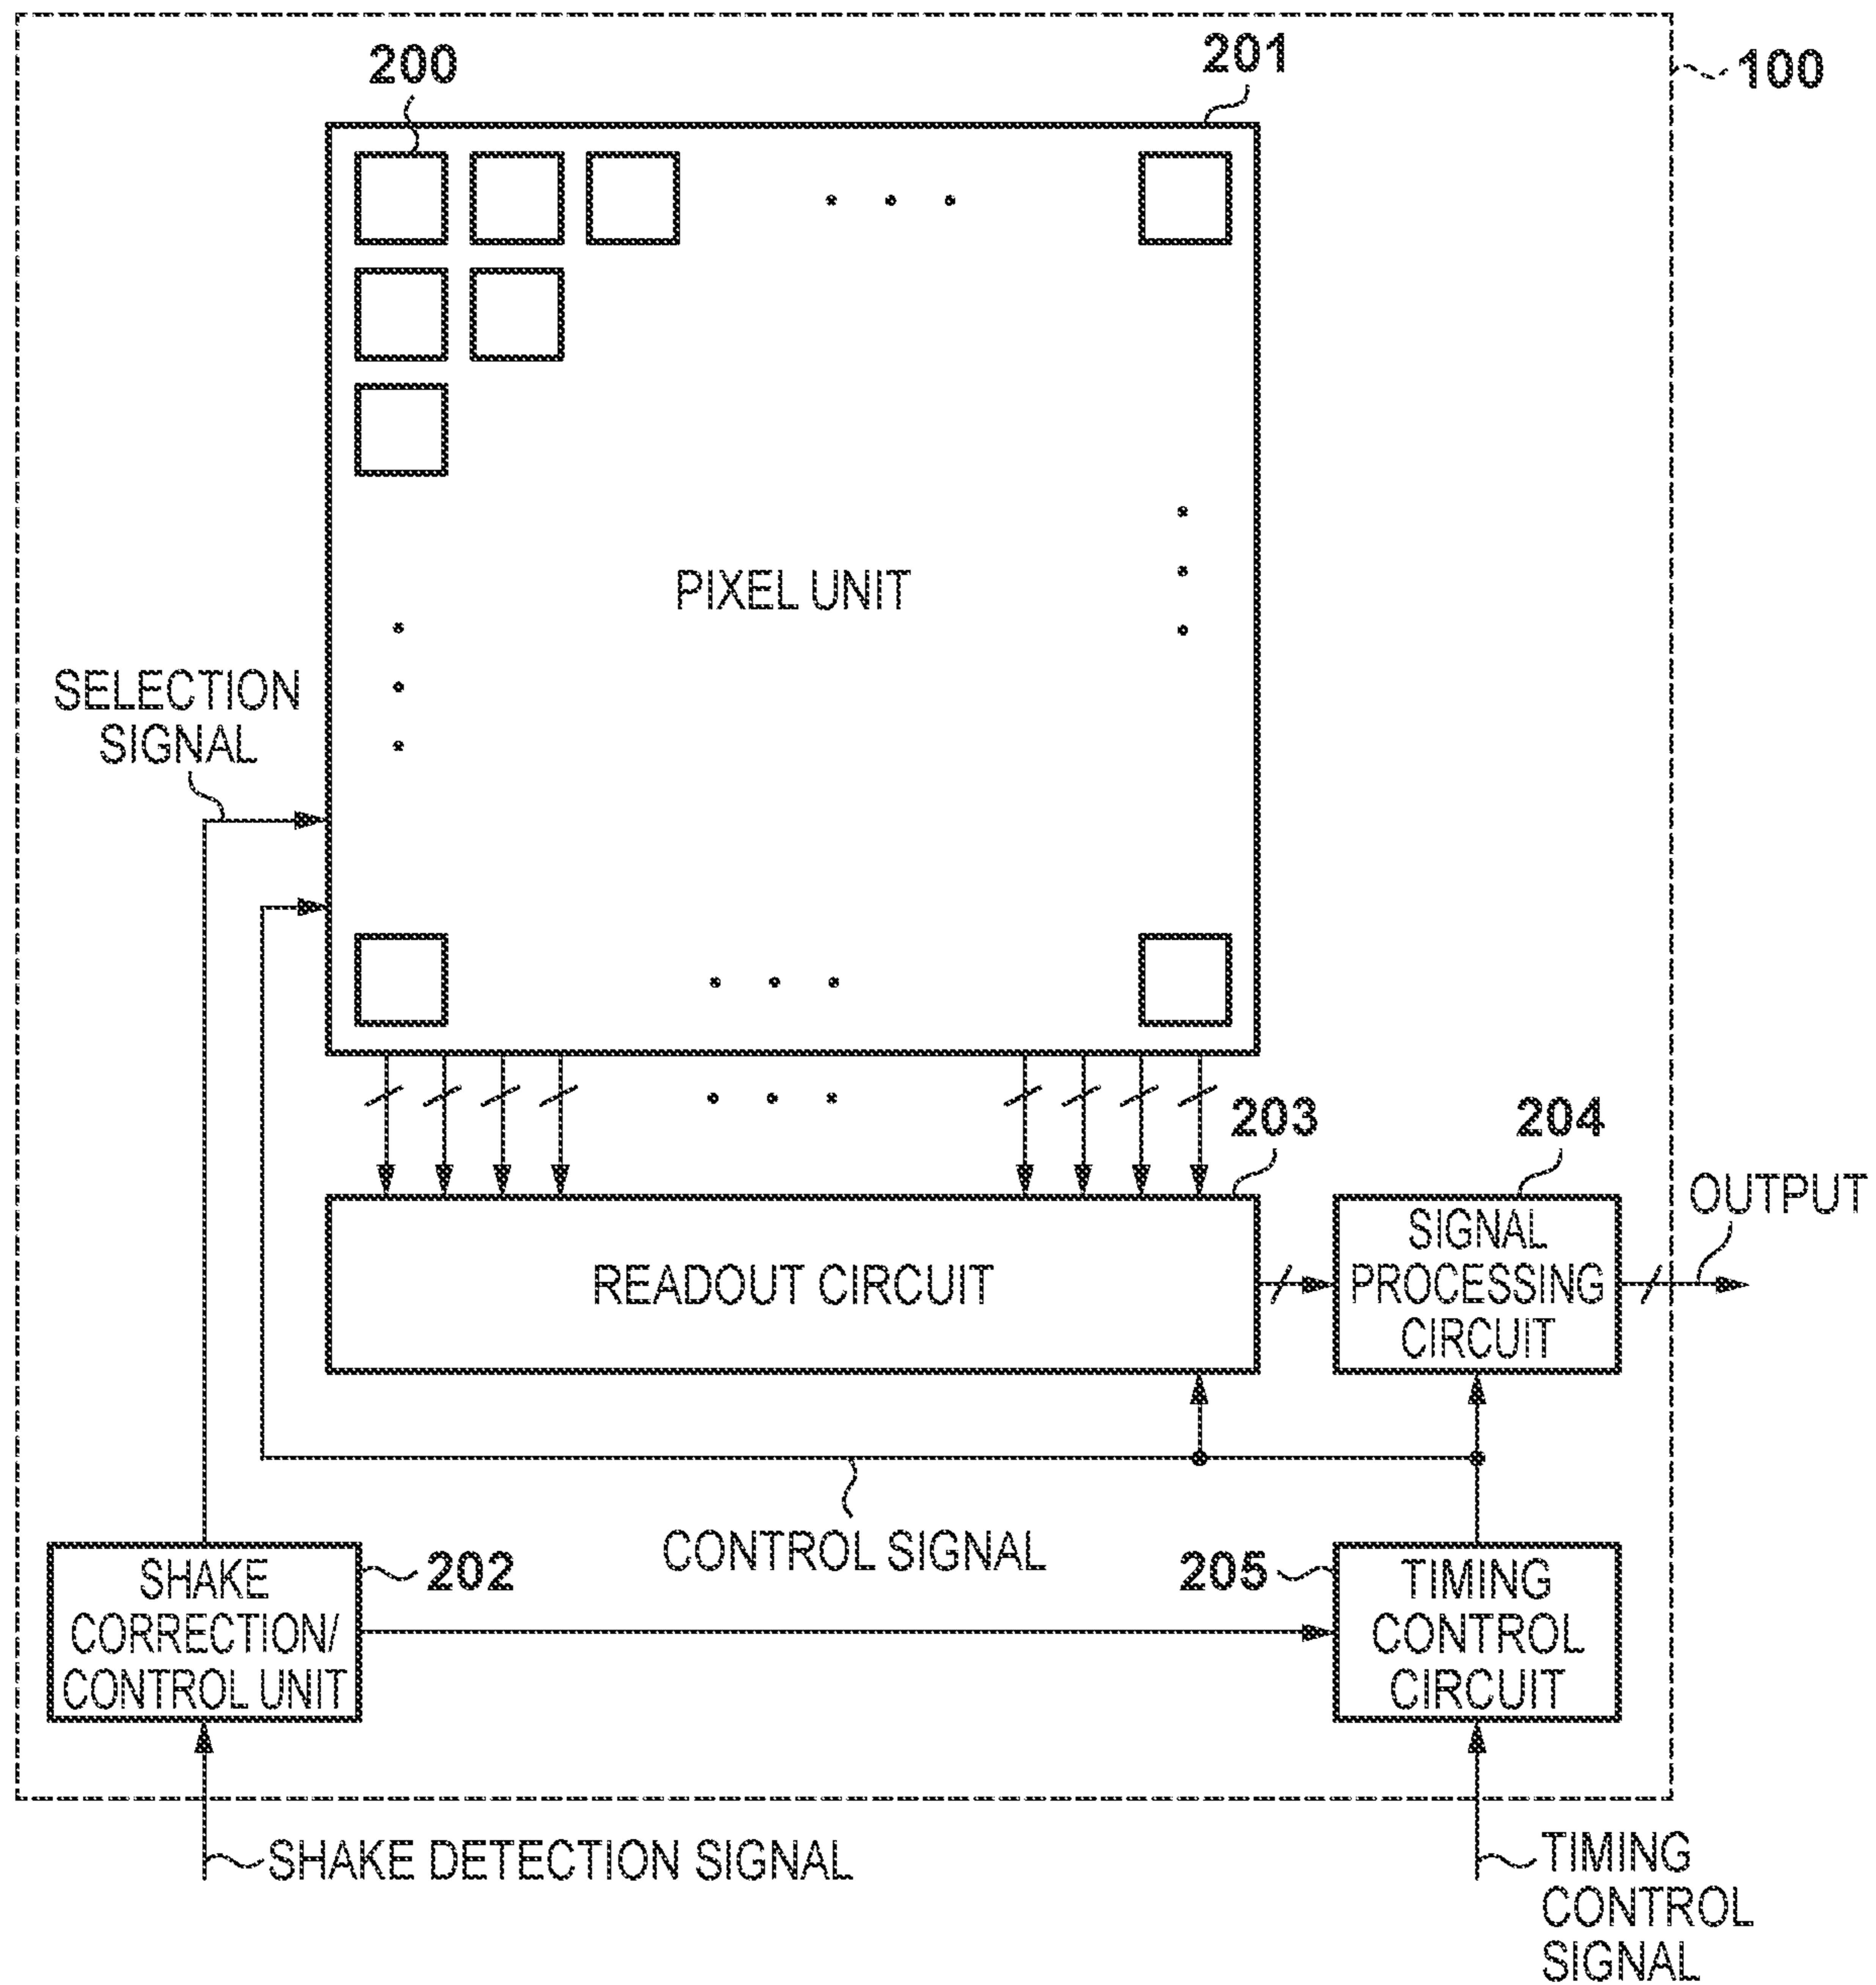 200
201
100
PIXEL UNIT
SELECTION
SIGNAL
203
204
OUTPUT
READOUT CIRCUIT
SIGNAL
PROCESSING
CIRCUIT
CONTROL SIGNAL
SHAKE
CORRECTION/
CONTROL UNIT
202
205
TIMING
CONTROL
CIRCUIT
SHAKE DETECTION SIGNAL
TIMING
CONTROL
SIGNAL